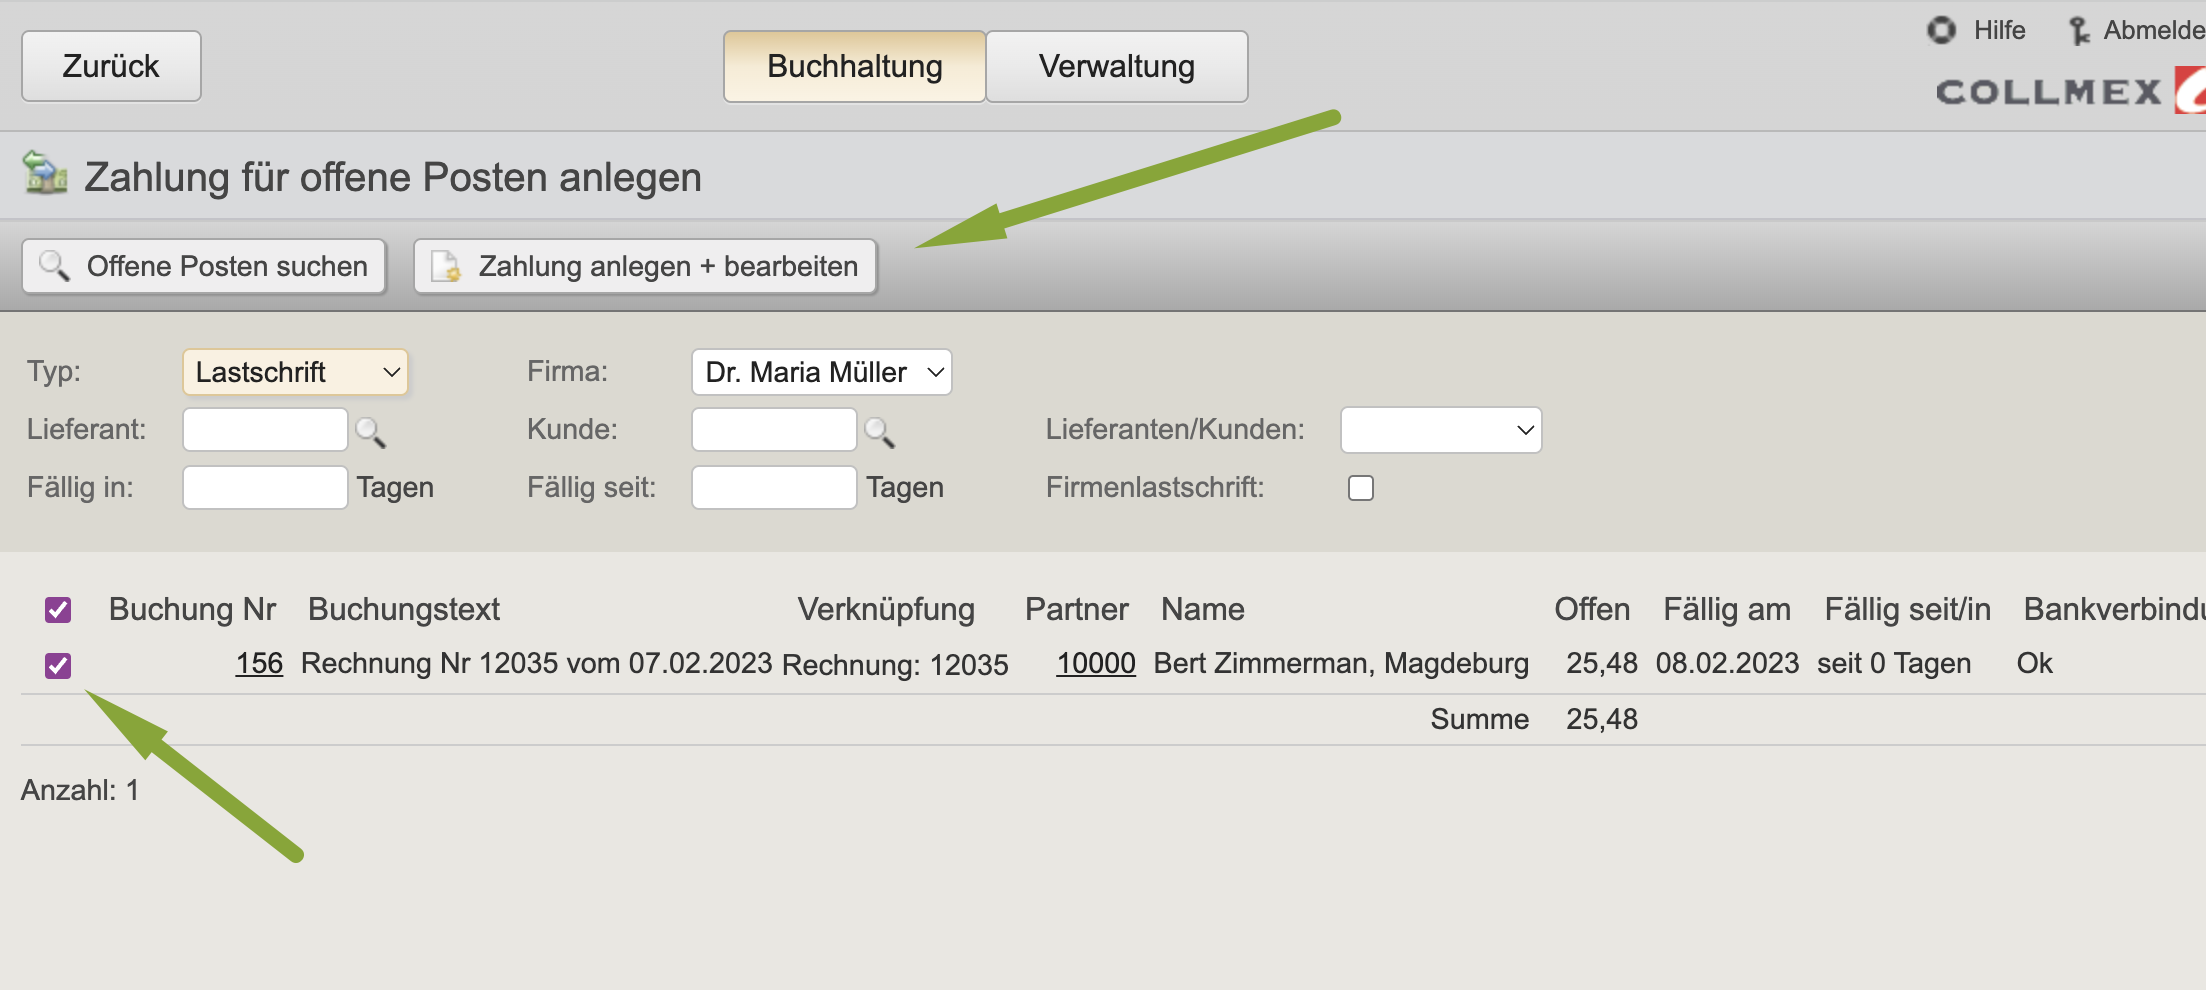 Zurück Buchhaltung Verwaltung Hilfe Abmelde
COLLMEX
Zahlung für offene Posten anlegen
Offene Posten suchen Zahlung anlegen + bearbeiten
Typ: Lastschrift Firma: Dr. Maria Müller
Lieferant: Kunde: Lieferanten/Kunden:
Fällig in: Tagen Fällig seit: Tagen Firmenlastschrift:
Buchung Nr Buchungstext Verknüpfung Partner Name Offen Fällig am Fällig seit/in Bankverbindu
156 Rechnung Nr 12035 vom 07.02.2023 Rechnung: 12035 10000 Bert Zimmerman, Magdeburg 25,48 08.02.2023 seit 0 Tagen Ok
Summe 25,48
Anzahl: 1